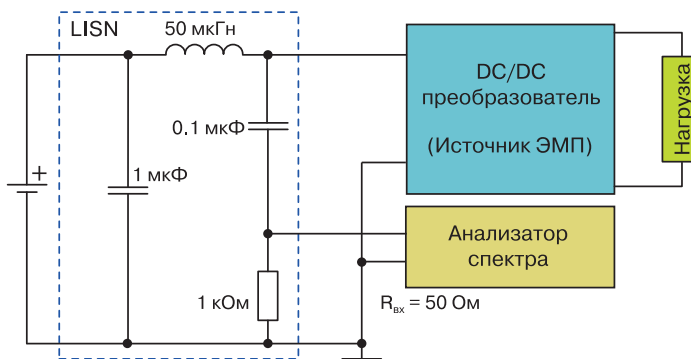 LISN
50 мкГн
0.1 мкФ
1 мкФ
1 кОм
+
DC/DC
преобразователь
(Источник ЭМП)
Нагрузка
Анализатор
спектра
Rвх = 50 Ом